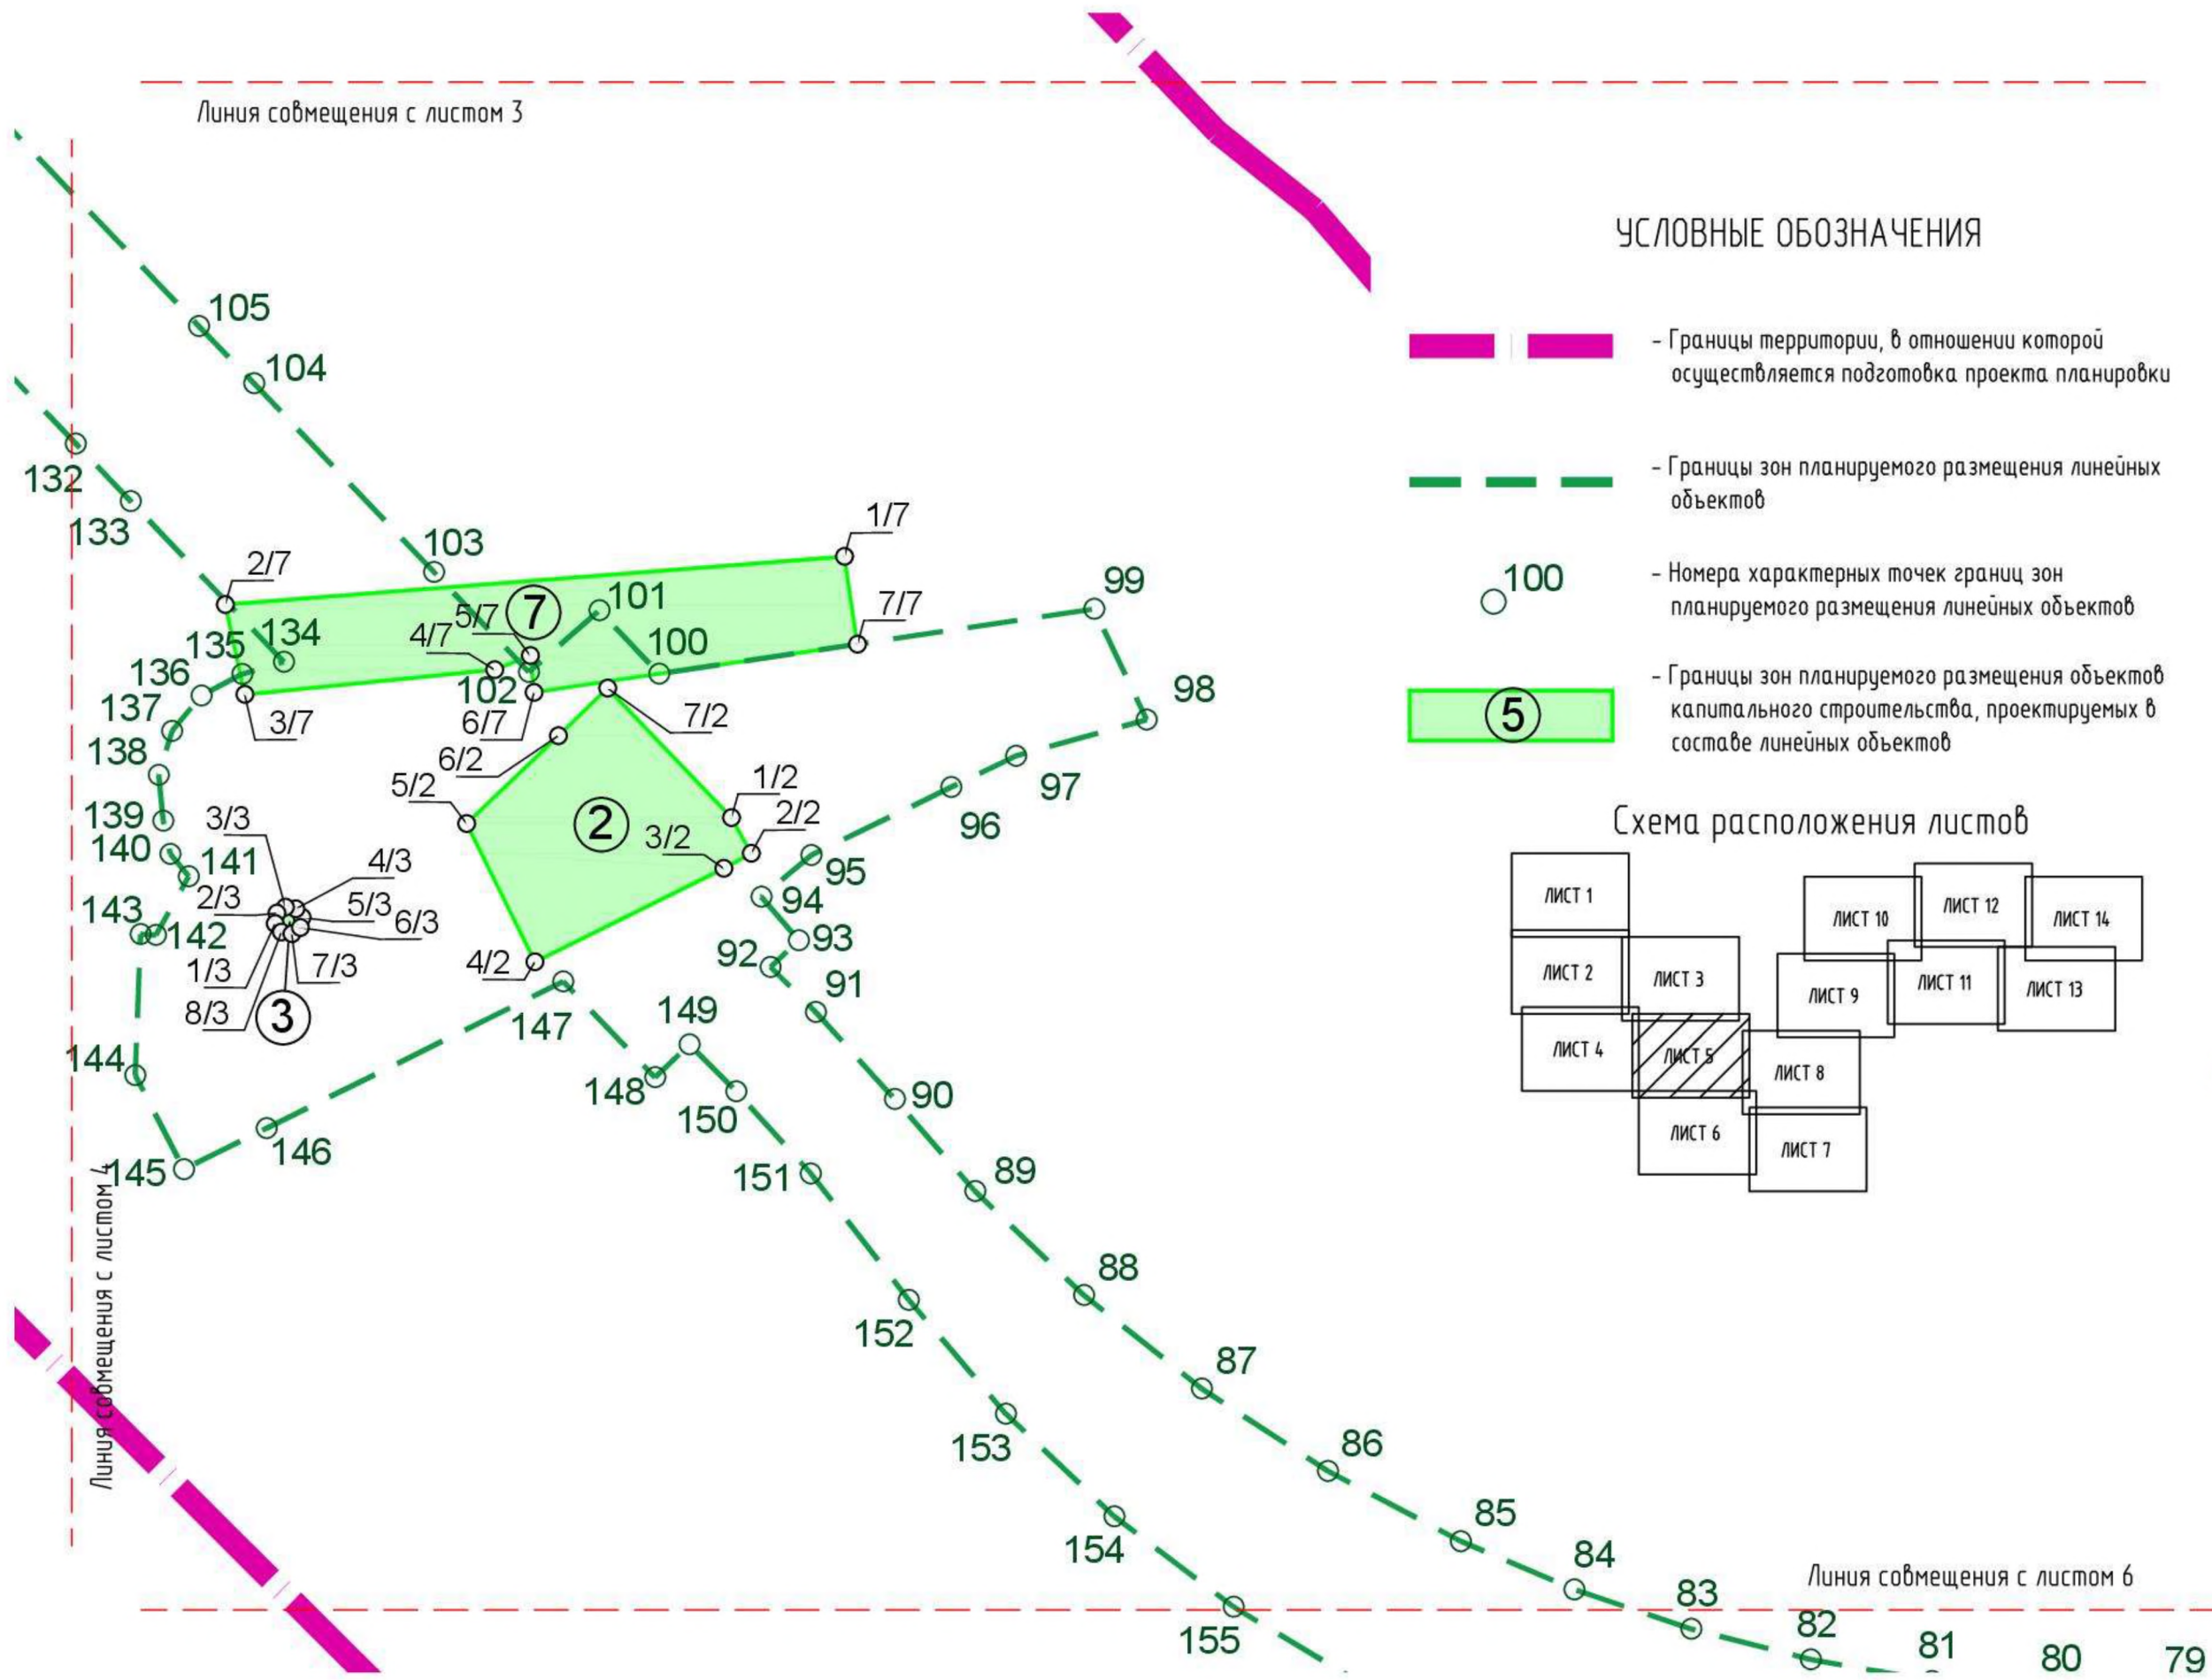 Линия совмещения с листом 3
УСЛОВНЫЕ ОБОЗНАЧЕНИЯ
- Границы территории, в отношении которой
осуществляется подготовка проекта планировки
- Границы зон планируемого размещения линейных
объектов
100
- Номера характерных точек границ зон
планируемого размещения линейных объектов
5
- Границы зон планируемого размещения объектов
капитального строительства, проектируемых в
составе линейных объектов
Схема расположения листов
ЛИСТ 1
ЛИСТ 2
ЛИСТ 3
ЛИСТ 4
ЛИСТ 5
ЛИСТ 6
ЛИСТ 7
ЛИСТ 8
ЛИСТ 9
ЛИСТ 10
ЛИСТ 11
ЛИСТ 12
ЛИСТ 13
ЛИСТ 14
105
104
132
133
103
1/7
2/7
99
101
7
5/7
7/7
134
135
4/7
100
136
102
98
137
3/7
6/7
7/2
138
6/2
5/2
1/2
97
139
3/3
2
2/2
96
140
141
4/3
3/2
95
2/3
5/3
94
143
142
6/3
93
1/3
7/3
4/2
92
8/3
3
91
147
149
144
148
150
90
146
145
151
89
Линия совмещения с листом 4
88
152
87
153
86
85
154
84
Линия совмещения с листом 6
83
155
82
81
80
79